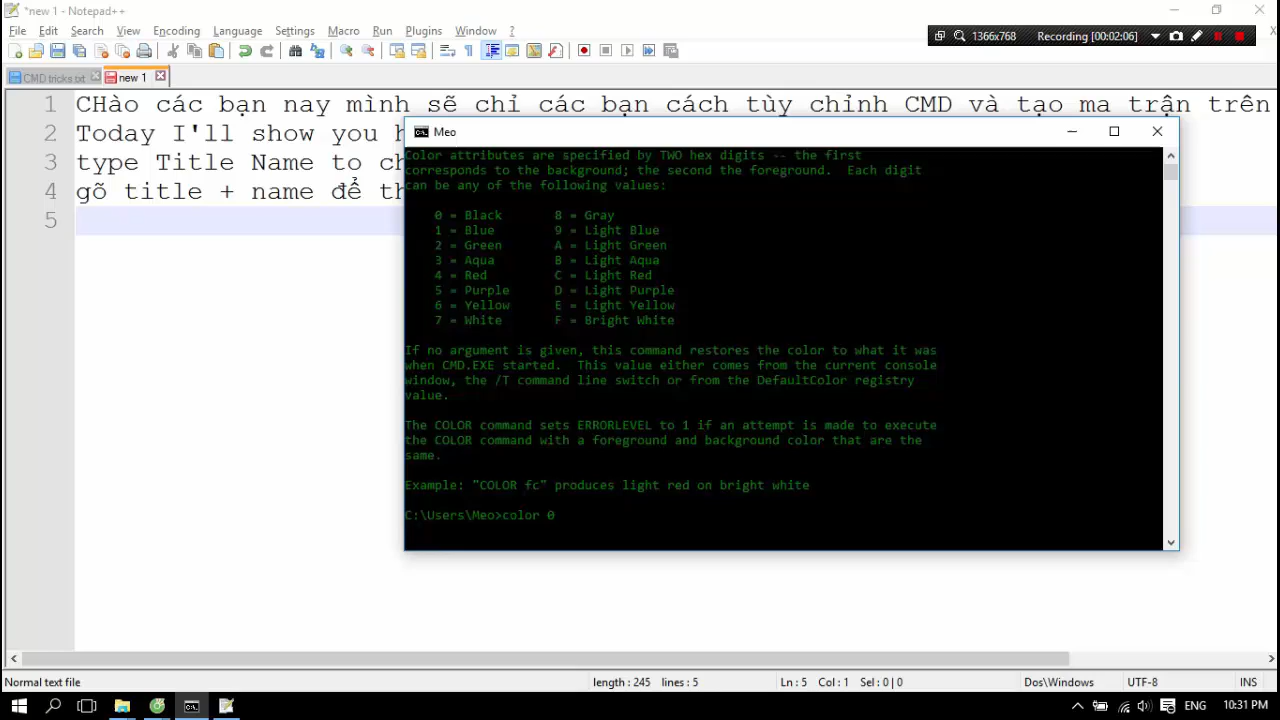 *new 1 - Notepad++
File Edit Search View Encoding Language Settings Macro Run Plugins Window
1366x768 Recording [00:02:06]
CMD tricks.txt new 1
1 CHào các bạn nay mình sẽ chỉ các bạn cách tùy chỉnh CMD và tạo ma trận trên
2 Today I'll show you h
3 type Title Name to ch
4 gõ title + name để th
5
Meo
Color attributes are specified by TWO hex digits -- the first
corresponds to the background; the second the foreground. Each digit
can be any of the following values:
0 = Black 8 = Gray
1 = Blue 9 = Light Blue
2 = Green A = Light Green
3 = Aqua B = Light Aqua
4 = Red C = Light Red
5 = Purple D = Light Purple
6 = Yellow E = Light Yellow
7 = White F = Bright White
If no argument is given, this command restores the color to what it was
when CMD.EXE started. This value either comes from the current console
window, the /T command line switch or from the DefaultColor registry
value.
The COLOR command sets ERRORLEVEL to 1 if an attempt is made to execute
the COLOR command with a foreground and background color that are the
same.
Example: "COLOR fc" produces light red on bright white
C:\Users\Meo>color 0
Normal text file length : 245 lines : 5 Ln : 5 Col : 1 Sel : 0 | 0 Dos\Windows UTF-8 INS
ENG 10:31 PM